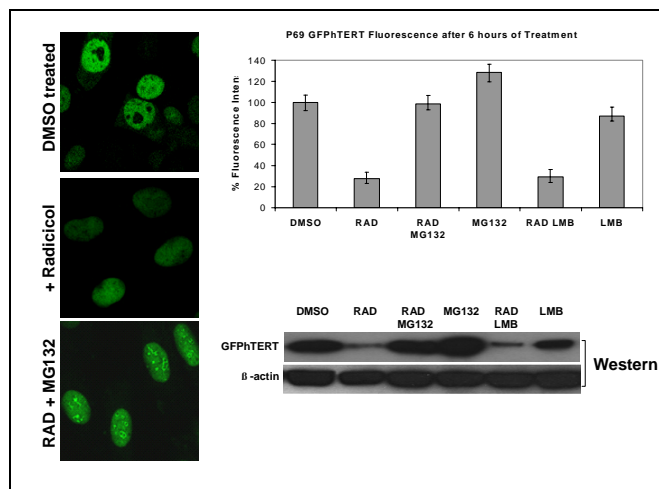 P69 GFPhTERT Fluorescence after 6 hours of Treatment
DMSO treated
+ Radicicol
RAD + MG132
% Fluorescence Inten
140
120
100
80
60
40
20
0
DMSO RAD RAD MG132 RAD LMB LMB
MG132
DMSO RAD RAD MG132 RAD LMB
MG132 LMB
GFPhTERT
ß-actin
Western